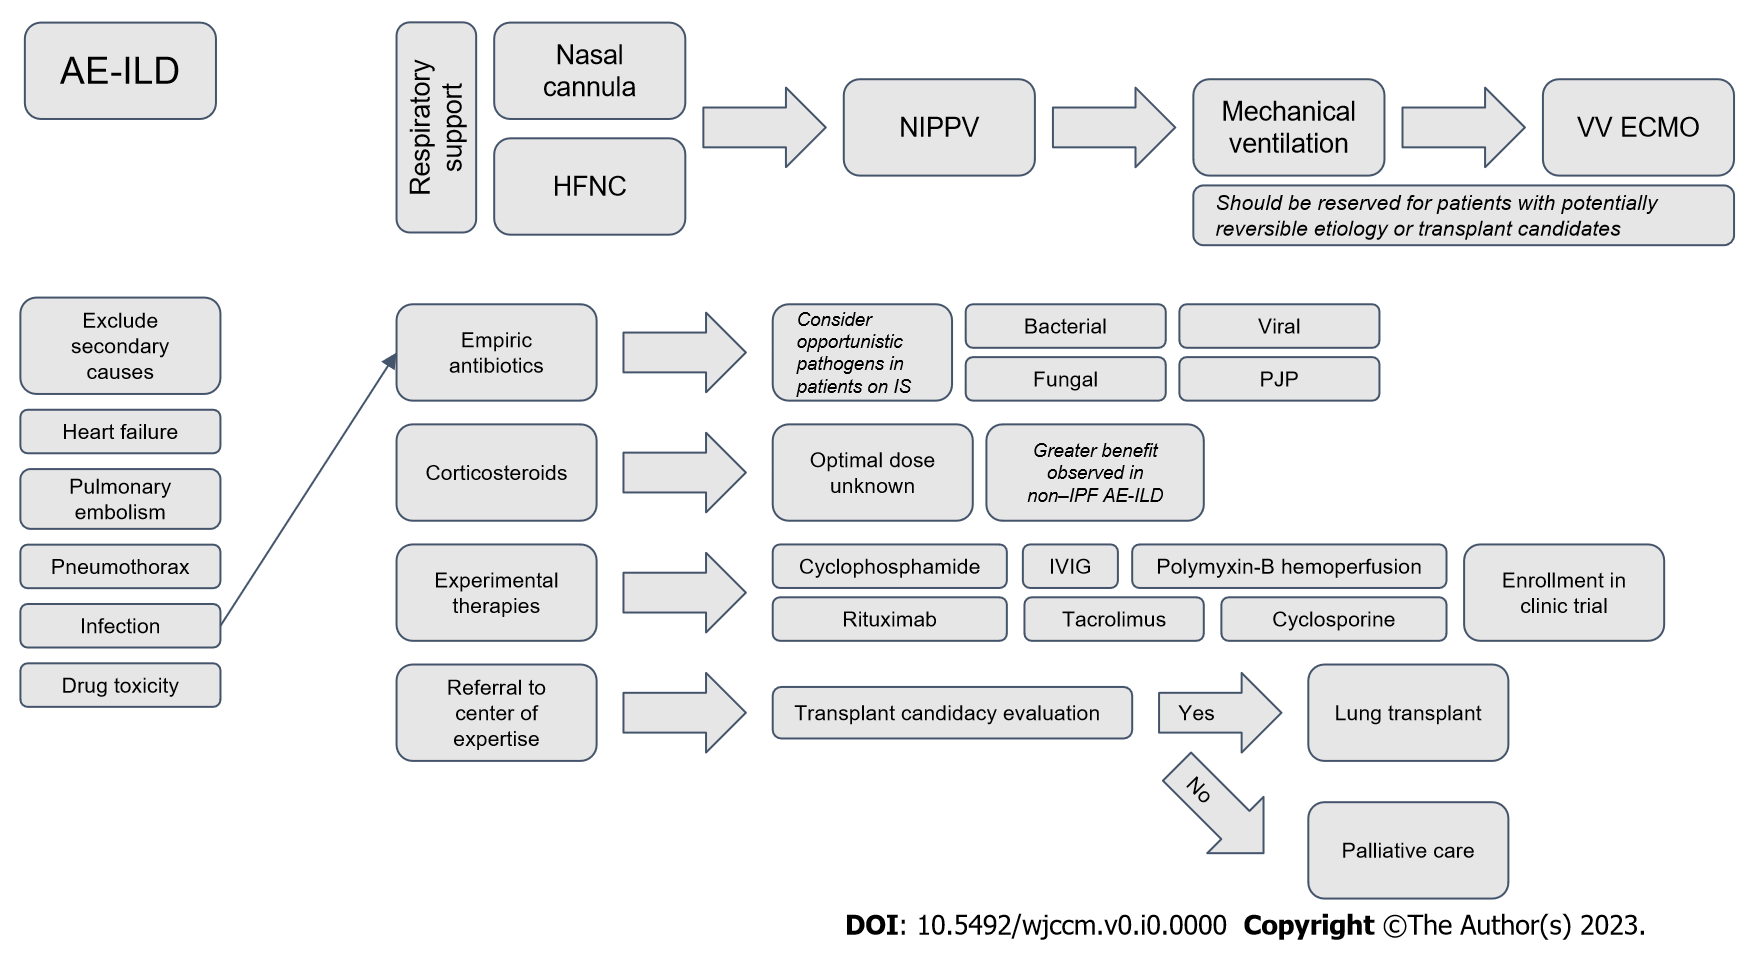 AE-ILD
Respiratory
support
Nasal
cannula
HFNC
NIPPV
Mechanical
ventilation
VV ECMO
Should be reserved for patients with potentially
reversible etiology or transplant candidates
Exclude
secondary
causes
Heart failure
Pulmonary
embolism
Pneumothorax
Infection
Drug toxicity
Empiric
antibiotics
Consider
opportunistic
pathogens in
patients on IS
Bacterial
Viral
Fungal
PJP
Corticosteroids
Optimal dose
unknown
Greater benefit
observed in
non–IPF AE-ILD
Experimental
therapies
Cyclophosphamide
IVIG
Polymyxin-B hemoperfusion
Rituximab
Tacrolimus
Cyclosporine
Enrollment in
clinic trial
Referral to
center of
expertise
Transplant candidacy evaluation
Yes
Lung transplant
No
Palliative care
DOI: 10.5492/wjccm.v0.i0.0000 Copyright ©The Author(s) 2023.